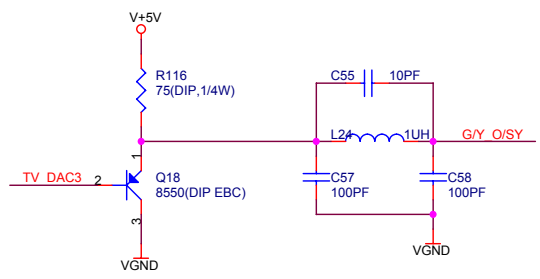 V+5V
R116
75(DIP,1/4W)
C55
10PF
L24
1UH
G/Y_O/SY
1
TV_DAC3
2
Q18
8550(DIP EBC)
3
C57
100PF
C58
100PF
VGND
VGND